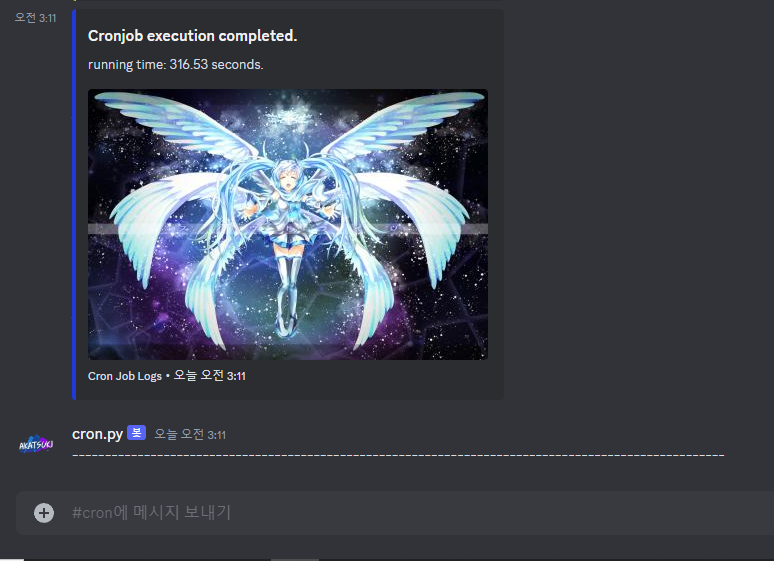 오전 3:11
Cronjob execution completed.
running time: 316.53 seconds.
Cron Job Logs • 오늘 오전 3:11
AKATSUKI
cron.py 봇 오늘 오전 3:11
------------------------------------------------------------------------------------------
#cron에 메시지 보내기